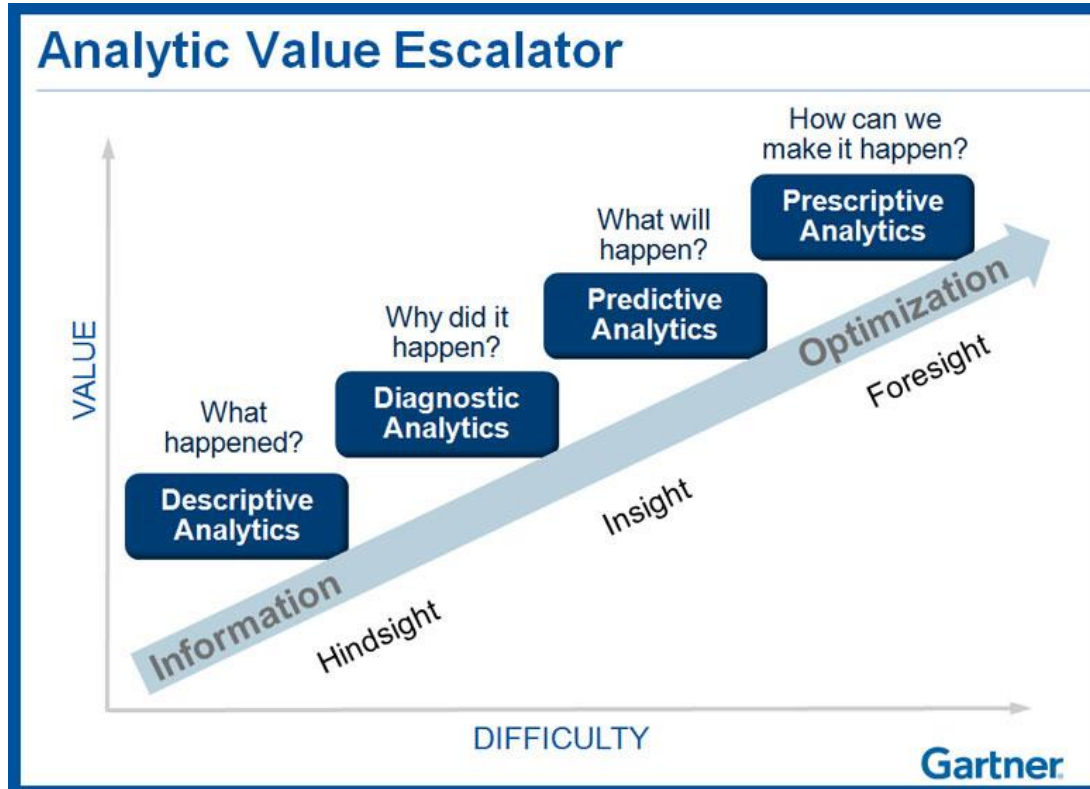 Analytic Value Escalator
VALUE
What
happened?
Descriptive
Analytics
Why did it
happen?
Diagnostic
Analytics
What will
happen?
Predictive
Analytics
How can we
make it happen?
Prescriptive
Analytics
Information
Optimization
Hindsight
Insight
Foresight
DIFFICULTY
Gartner